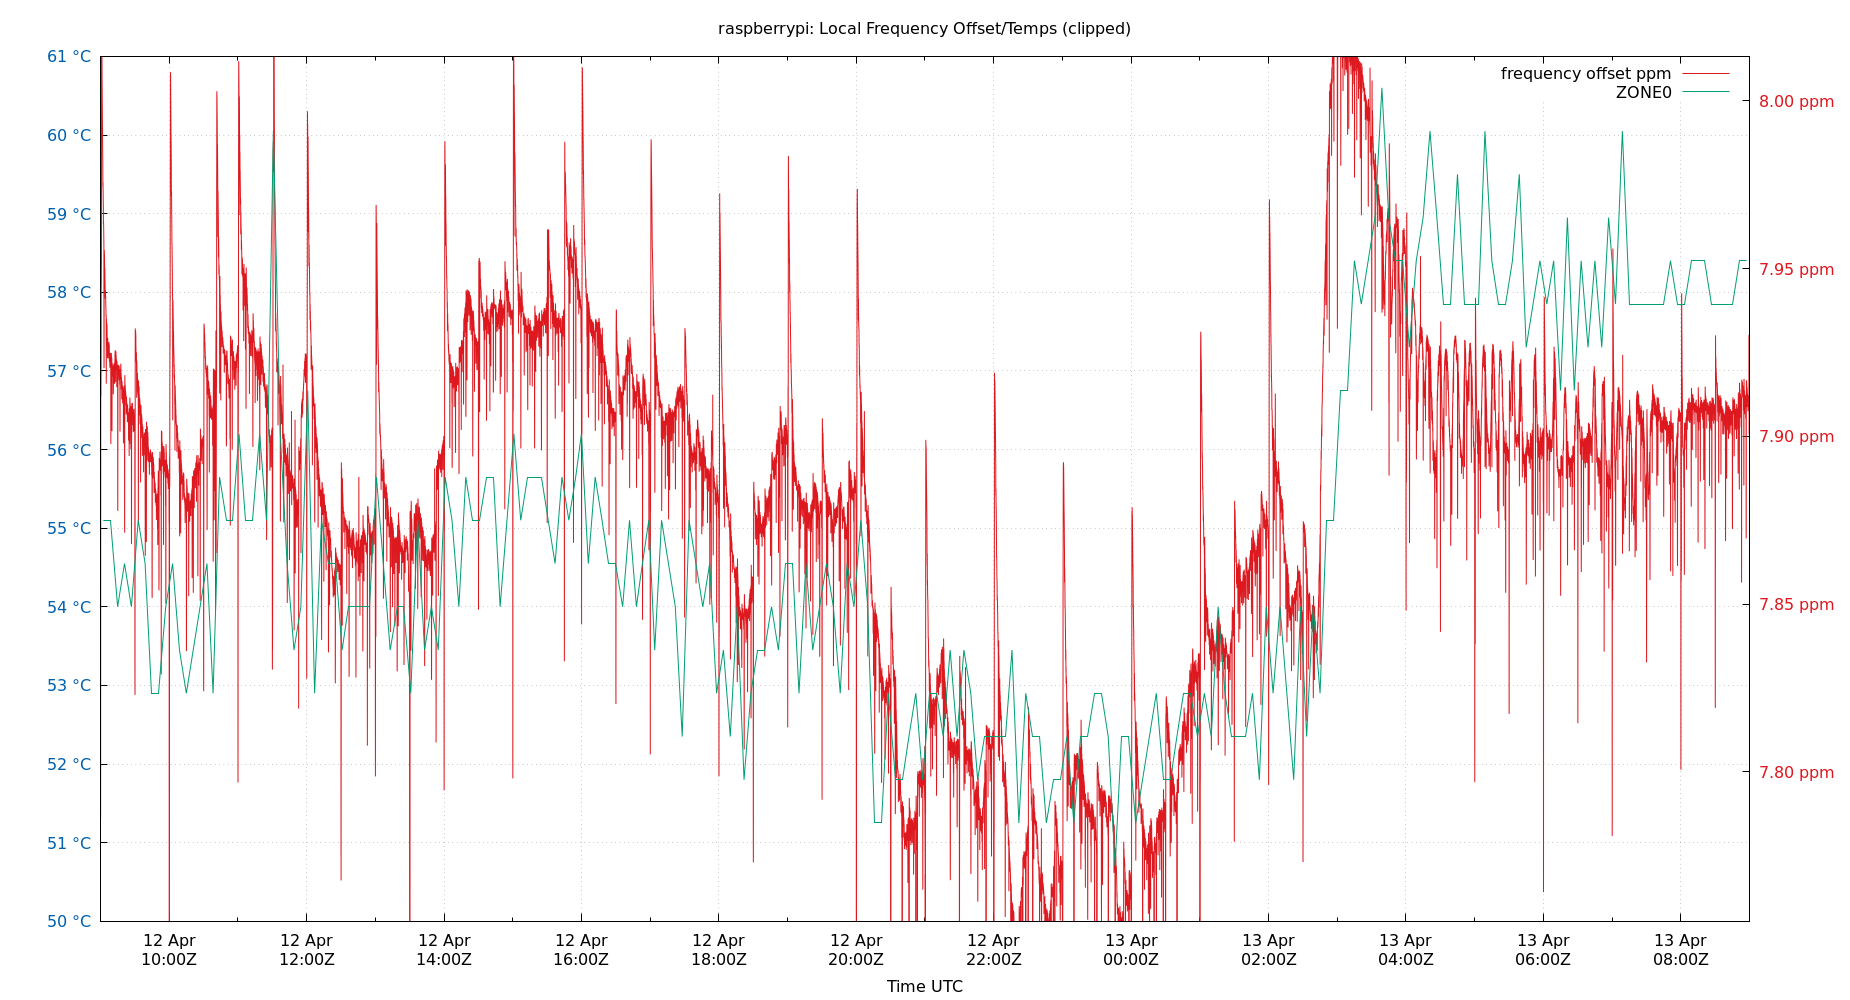 raspberrypi: Local Frequency Offset/Temps (clipped)
frequency offset ppm
ZONE0
61 °C
60 °C
59 °C
58 °C
57 °C
56 °C
55 °C
54 °C
53 °C
52 °C
51 °C
50 °C
8.00 ppm
7.95 ppm
7.90 ppm
7.85 ppm
7.80 ppm
12 Apr 12 Apr 12 Apr 12 Apr 12 Apr 12 Apr 12 Apr 13 Apr 13 Apr 13 Apr 13 Apr 13 Apr
10:00Z 12:00Z 14:00Z 16:00Z 18:00Z 20:00Z 22:00Z 00:00Z 02:00Z 04:00Z 06:00Z 08:00Z
Time UTC